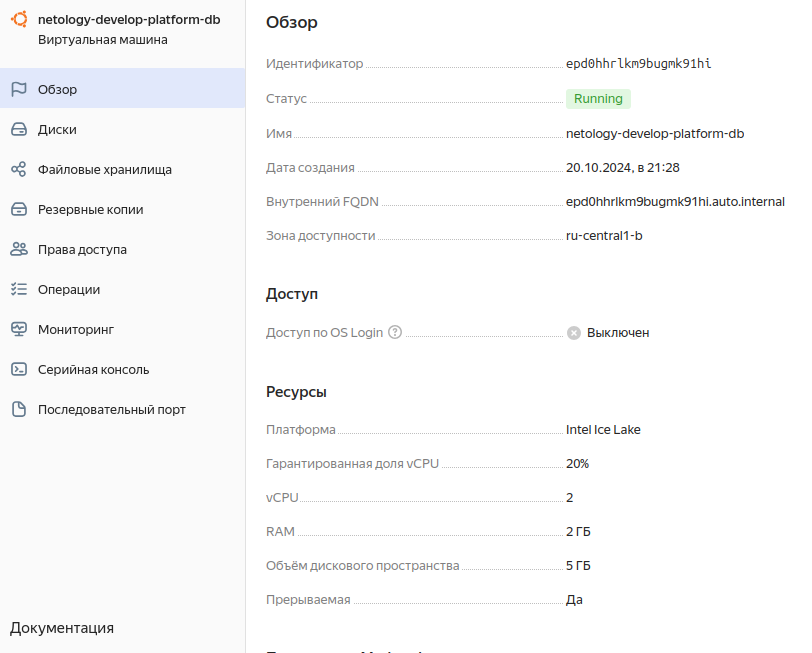 netology-develop-platform-db
Виртуальная машина
Обзор
Диски
Файловые хранилища
Резервные копии
Права доступа
Операции
Мониторинг
Серийная консоль
Последовательный порт
Документация
Обзор
Идентификатор epd0hhrlkm9bugmk91hi
Статус Running
Имя netology-develop-platform-db
Дата создания 20.10.2024, в 21:28
Внутренний FQDN epd0hhrlkm9bugmk91hi.auto.internal
Зона доступности ru-central1-b
Доступ
Доступ по OS Login Выключен
Ресурсы
Платформа Intel Ice Lake
Гарантированная доля vCPU 20%
vCPU 2
RAM 2 ГБ
Объём дискового пространства 5 ГБ
Прерываемая Да